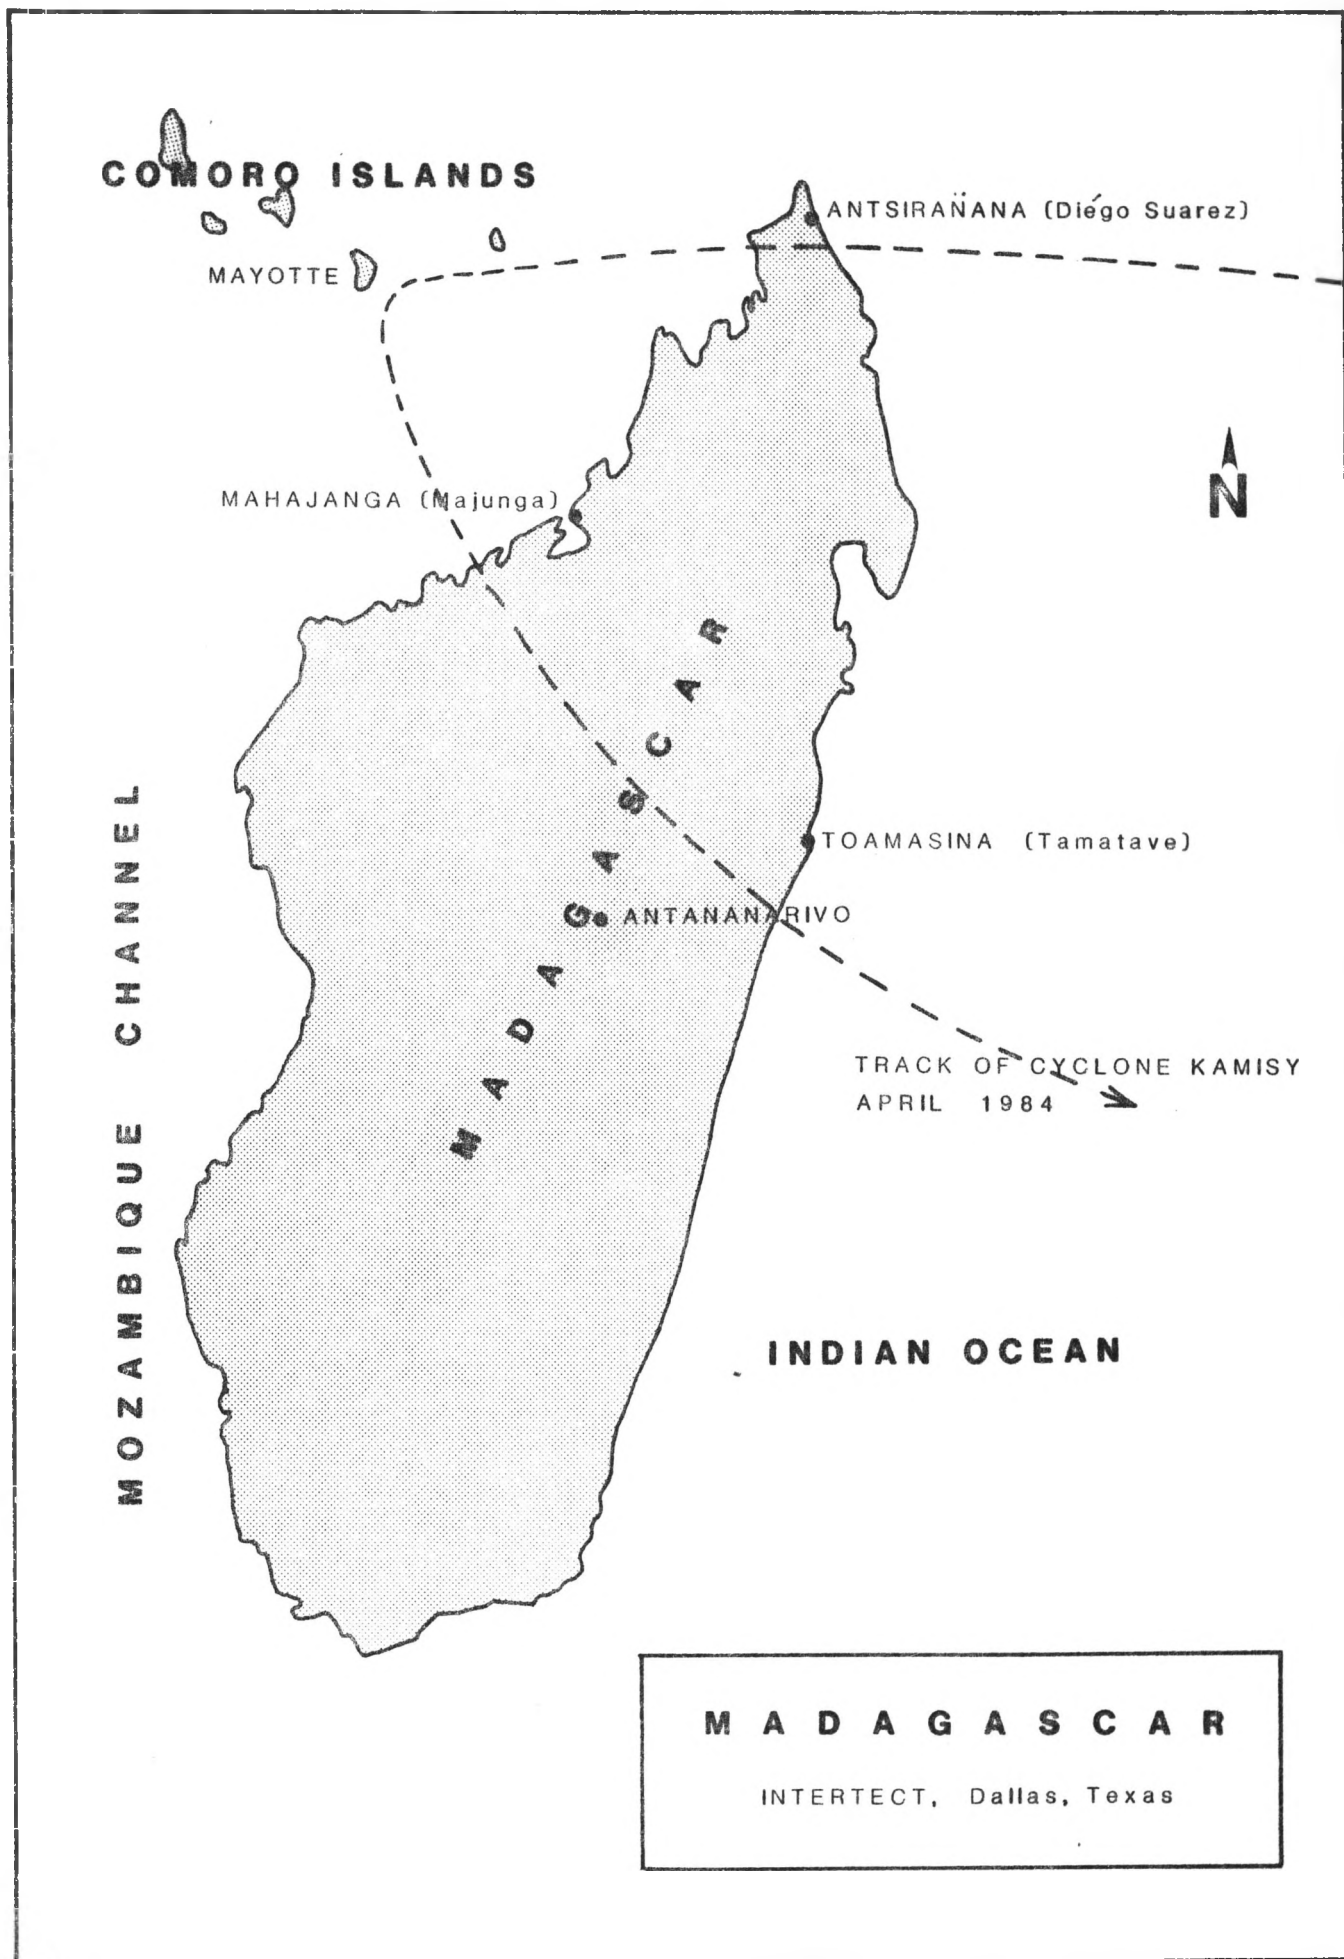 COMORO ISLANDS
ANTSIRAÑANA (Diégo Suarez)
MAYOTTE
MAHAJANGA (Majunga)
N
MADAGASCAR
MOZAMBIQUE CHANNEL
TOAMASINA (Tamatave)
ANTANANARIVO
TRACK OF CYCLONE KAMISY
APRIL 1984
INDIAN OCEAN
MADAGASCAR
INTERTECT, Dallas, Texas